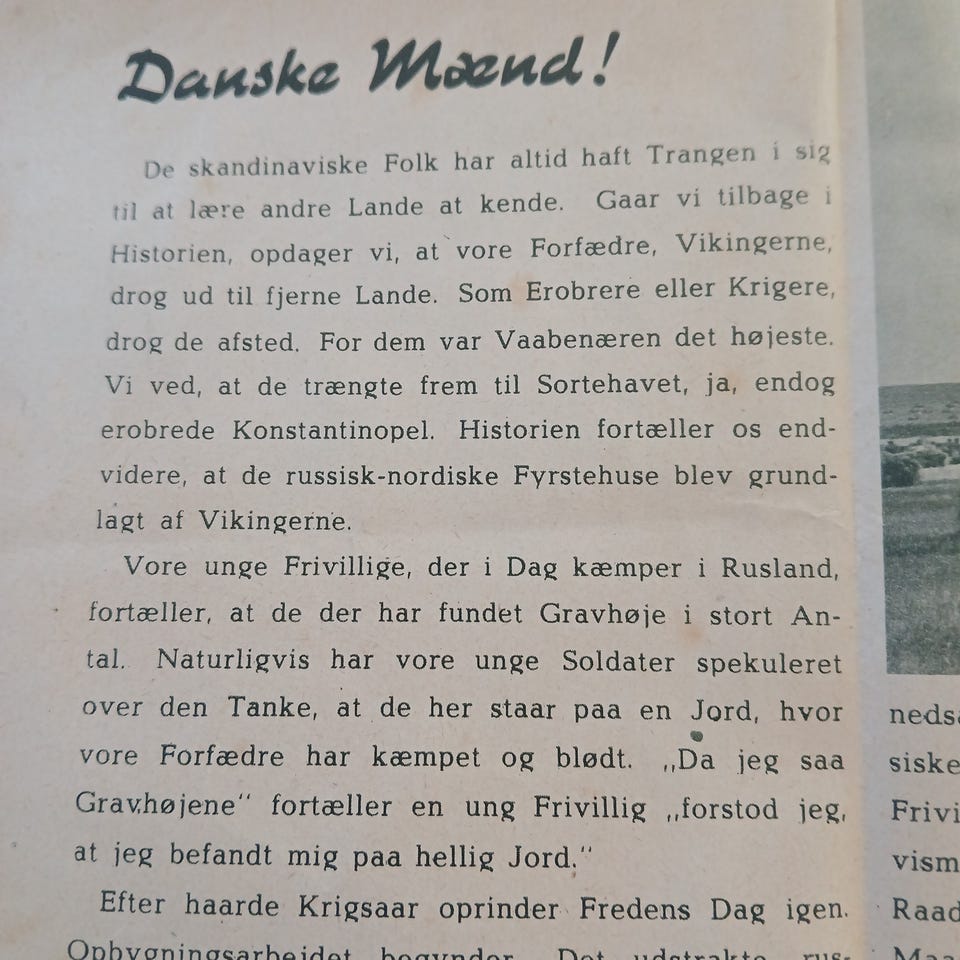 Danske Mænd!
De skandinaviske Folk har altid haft Trangen i sig
til at lære andre Lande at kende. Gaar vi tilbage i
Historien, opdager vi, at vore Forfædre, Vikingerne,
drog ud til fjerne Lande. Som Erobrere eller Krigere,
drog de afsted. For dem var Vaabenæren det højeste.
Vi ved, at de trængte frem til Sortehavet, ja, endog
erobrede Konstantinopel. Historien fortæller os end-
videre, at de russisk-nordiske Fyrstehuse blev grund-
lagt af Vikingerne.
Vore unge Frivillige, der i Dag kæmper i Rusland,
fortæller, at de der har fundet Gravhøje i stort An-
tal. Naturligvis har vore unge Soldater spekuleret
over den Tanke, at de her staar paa en Jord, hvor
vore Forfædre har kæmpet og blødt. „Da jeg saa
Gravhøjene" fortæller en ung Frivillig „forstod jeg,
at jeg befandt mig paa hellig Jord."
Efter haarde Krigsaar oprinder Fredens Dag igen.
Opbygningsarbejdet begynder. Det udstrakte rus-
siske
Frivi
vism
Raad